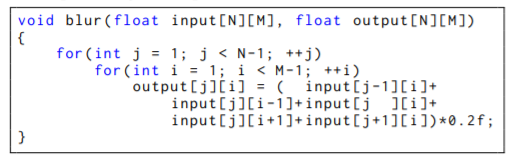 void blur(float input[N][M], float output[N][M])
{
    for(int j = 1; j < N-1; ++j)
        for(int i = 1; i < M-1; ++i)
            output[j][i] = (  input[j-1][i]+
                input[j][i-1]+input[j  ][i]+
                input[j][i+1]+input[j+1][i])*0.2f;
}